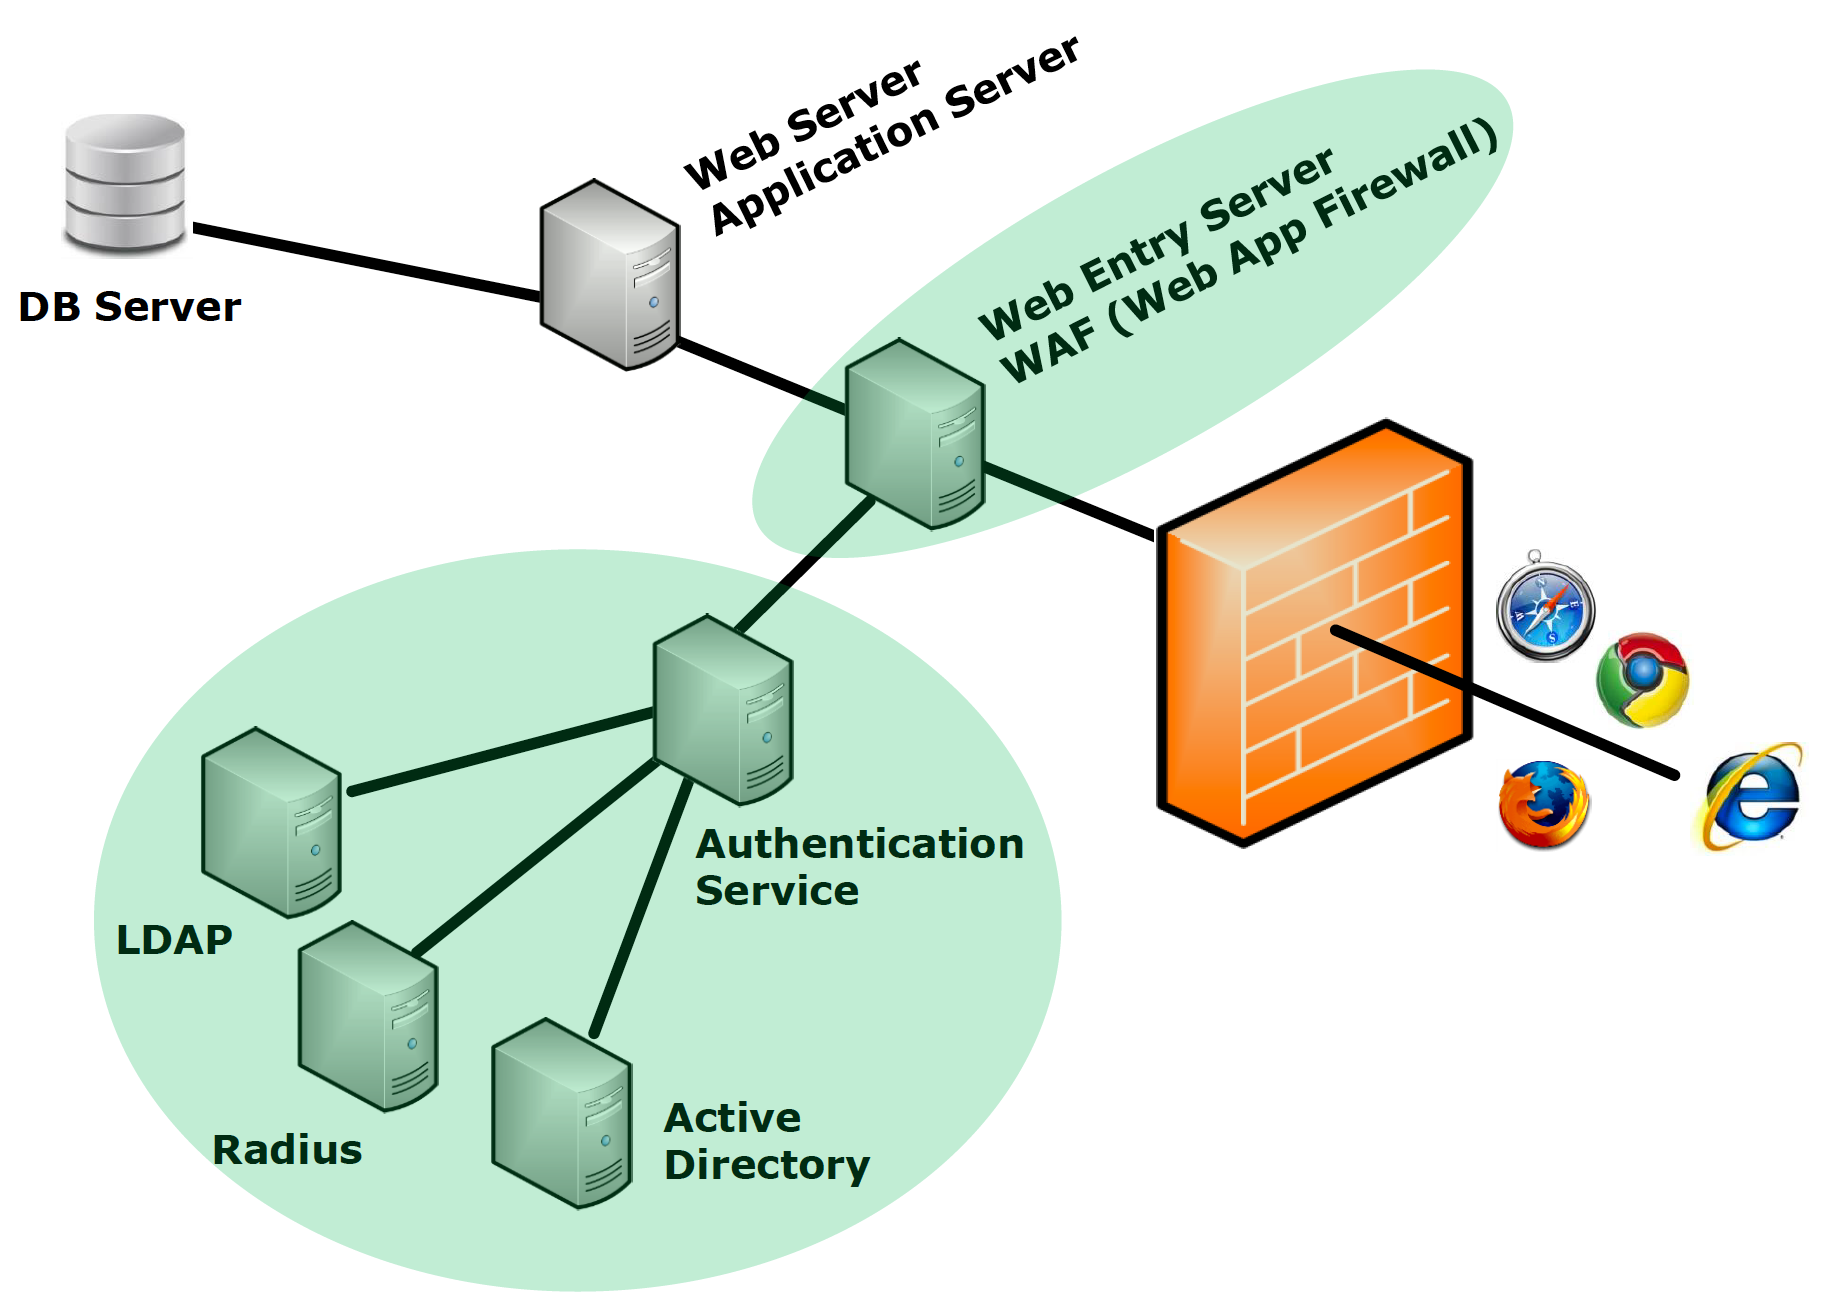 Web Server
Application Server
DB Server
Web Entry Server
WAF (Web App Firewall)
Authentication
Service
LDAP
Radius
Active
Directory